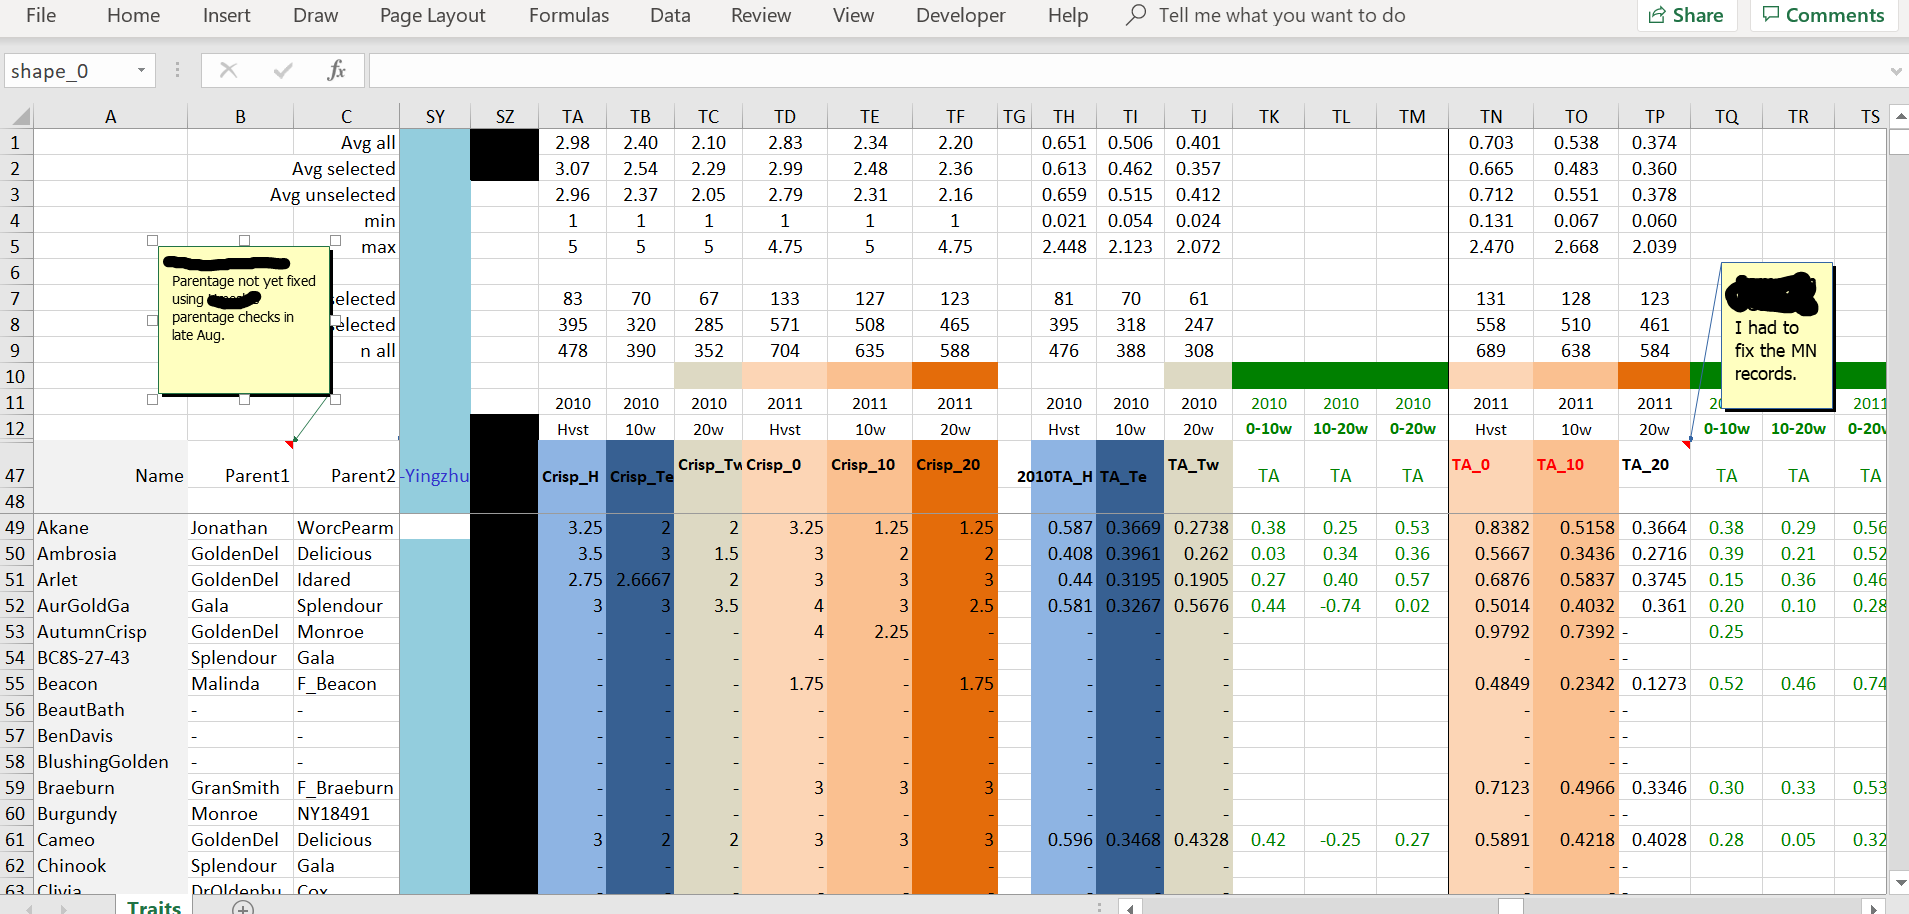 File Home Insert Draw Page Layout Formulas Data Review View Developer Help Tell me what you want to do Share Comments
shape_0 fx
A B C SY SZ TA TB TC TD TE TF TG TH TI TJ TK TL TM TN TO TP TQ TR TS
1 Avg all 2.98 2.40 2.10 2.83 2.34 2.20 0.651 0.506 0.401 0.703 0.538 0.374
2 Avg selected 3.07 2.54 2.29 2.99 2.48 2.36 0.613 0.462 0.357 0.665 0.483 0.360
3 Avg unselected 2.96 2.37 2.05 2.79 2.31 2.16 0.659 0.515 0.412 0.712 0.551 0.378
4 min 1 1 1 1 1 1 0.021 0.054 0.024 0.131 0.067 0.060
5 max 5 5 5 4.75 5 4.75 2.448 2.123 2.072 2.470 2.668 2.039
6
Parentage not yet fixed
using
parentage checks in
late Aug.
7 elected 83 70 67 133 127 123 81 70 61 131 128 123
8 elected 395 320 285 571 508 465 395 318 247 558 510 461
9 n all 478 390 352 704 635 588 476 388 308 689 638 584
I had to
fix the MN
records.
10
11 2010 2010 2010 2011 2011 2011 2010 2010 2010 2010 2010 2010 2011 2011 2011 20 2011
12 Hvst 10w 20w Hvst 10w 20w Hvst 10w 20w 0-10w 10-20w 0-20w Hvst 10w 20w 0-10w 10-20w 0-20w
47 Name Parent1 Parent2 -Yingzhu Crisp_H Crisp_Te Crisp_Tw Crisp_0 Crisp_10 Crisp_20 2010TA_H TA_Te TA_Tw TA TA TA TA_0 TA_10 TA_20 TA TA TA
48
49 Akane Jonathan WorcPearm 3.25 2 2 3.25 1.25 1.25 0.587 0.3669 0.2738 0.38 0.25 0.53 0.8382 0.5158 0.3664 0.38 0.29 0.56
50 Ambrosia GoldenDel Delicious 3.5 3 1.5 3 2 2 0.408 0.3961 0.262 0.03 0.34 0.36 0.5667 0.3436 0.2716 0.39 0.21 0.52
51 Arlet GoldenDel Idared 2.75 2.6667 2 3 3 3 0.44 0.3195 0.1905 0.27 0.40 0.57 0.6876 0.5837 0.3745 0.15 0.36 0.46
52 AurGoldGa Gala Splendour 3 3 3.5 4 3 2.5 0.581 0.3267 0.5676 0.44 -0.74 0.02 0.5014 0.4032 0.361 0.20 0.10 0.28
53 AutumnCrisp GoldenDel Monroe - - - 4 2.25 - - - - 0.9792 0.7392 - 0.25
54 BC8S-27-43 Splendour Gala - - - - - - - - - - - -
55 Beacon Malinda F_Beacon - - - 1.75 - 1.75 - - - 0.4849 0.2342 0.1273 0.52 0.46 0.74
56 BeautBath - - - - - - - - - - - - - -
57 BenDavis - - - - - - - - - - - - - -
58 BlushingGolden - - - - - - - - - - - - - -
59 Braeburn GranSmith F_Braeburn - - - 3 3 3 - - - 0.7123 0.4966 0.3346 0.30 0.33 0.53
60 Burgundy Monroe NY18491 - - - - - - - - - - - -
61 Cameo GoldenDel Delicious 3 2 2 3 3 3 0.596 0.3468 0.4328 0.42 -0.25 0.27 0.5891 0.4218 0.4028 0.28 0.05 0.32
62 Chinook Splendour Gala - - - - - - - - - - - -
63 Clivia DrOldenbu Cox - - - - - - - - - - - -
Traits